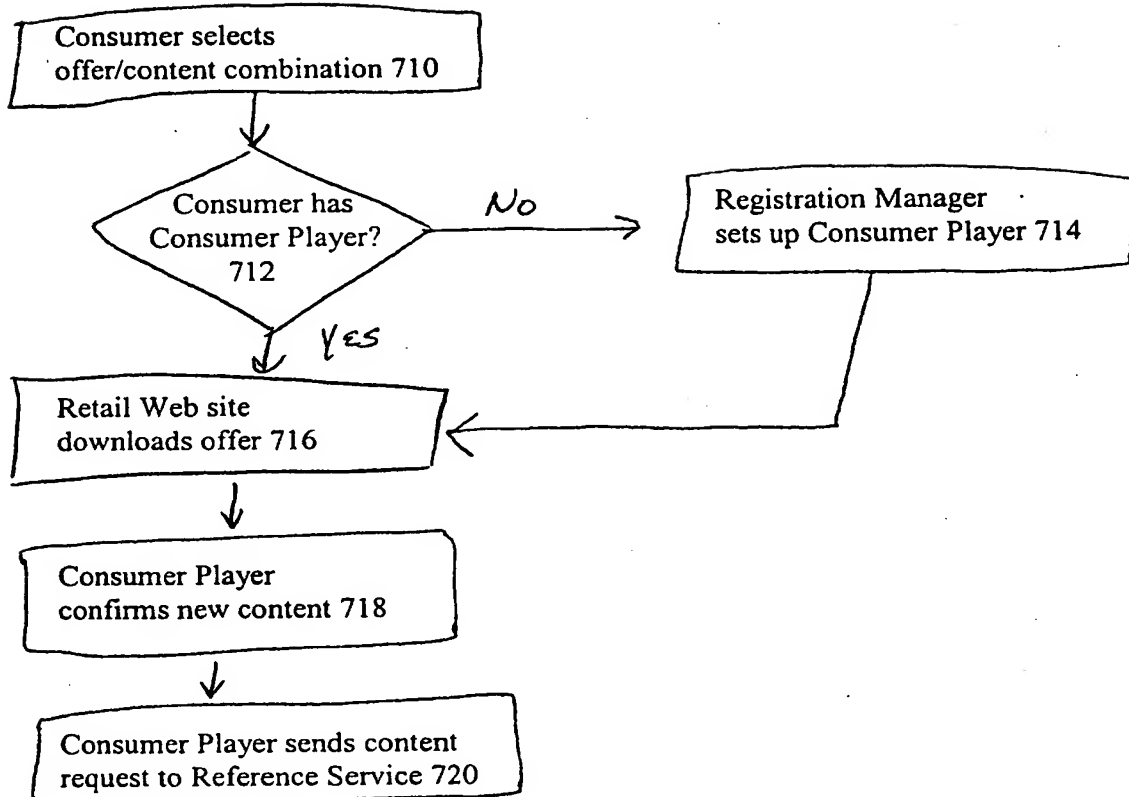 Consumer selects
offer/content combination 710
Consumer has
Consumer Player?
712
No
Registration Manager
sets up Consumer Player 714
Yes
Retail Web site
downloads offer 716
Consumer Player
confirms new content 718
Consumer Player sends content
request to Reference Service 720